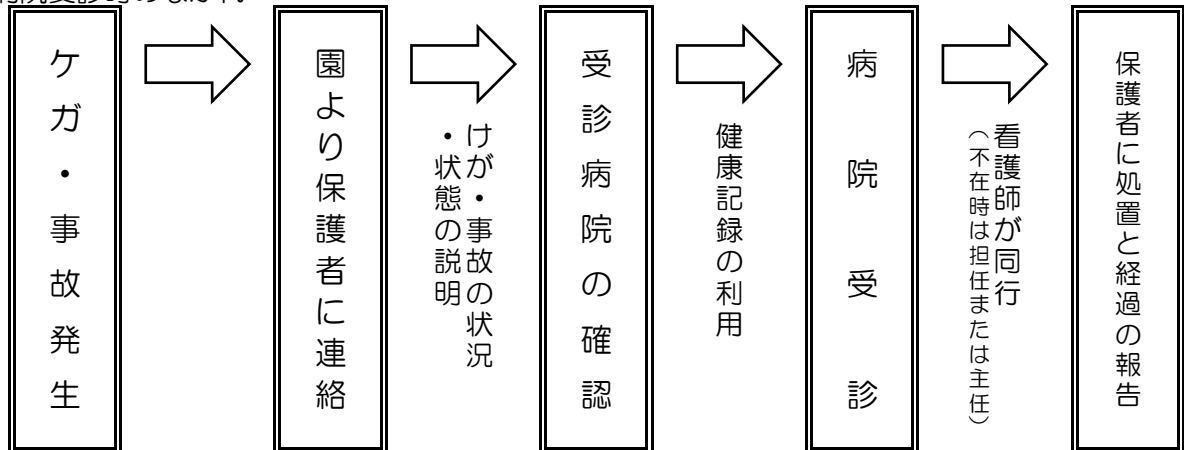 ケガ・事故発生
園より保護者に連絡
けが・事故の状況
・状態の説明
受診病院の確認
健康記録の利用
病院受診
看護師が同行
（不在時は担任または主任）
保護者に処置と経過の報告